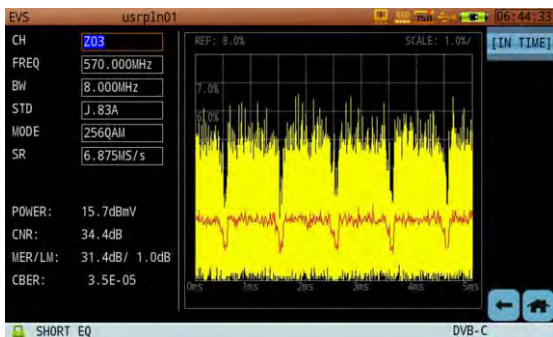 EVS usrpln01 750 06:44:33
CH Z03
FREQ 570.000MHz
BW 8.000MHz
STD J.83A
MODE 256QAM
SR 6.875MS/s
POWER: 15.7dBmV
CNR: 34.4dB
MER/LM: 31.4dB/ 1.0dB
CBER: 3.5E-05
REF: 8.0% SCALE: 1.0%/
7.0%
6.0%
0ms 1ms 2ms 3ms 4ms 5ms
[IN TIME]
SHORT EQ DVB-C